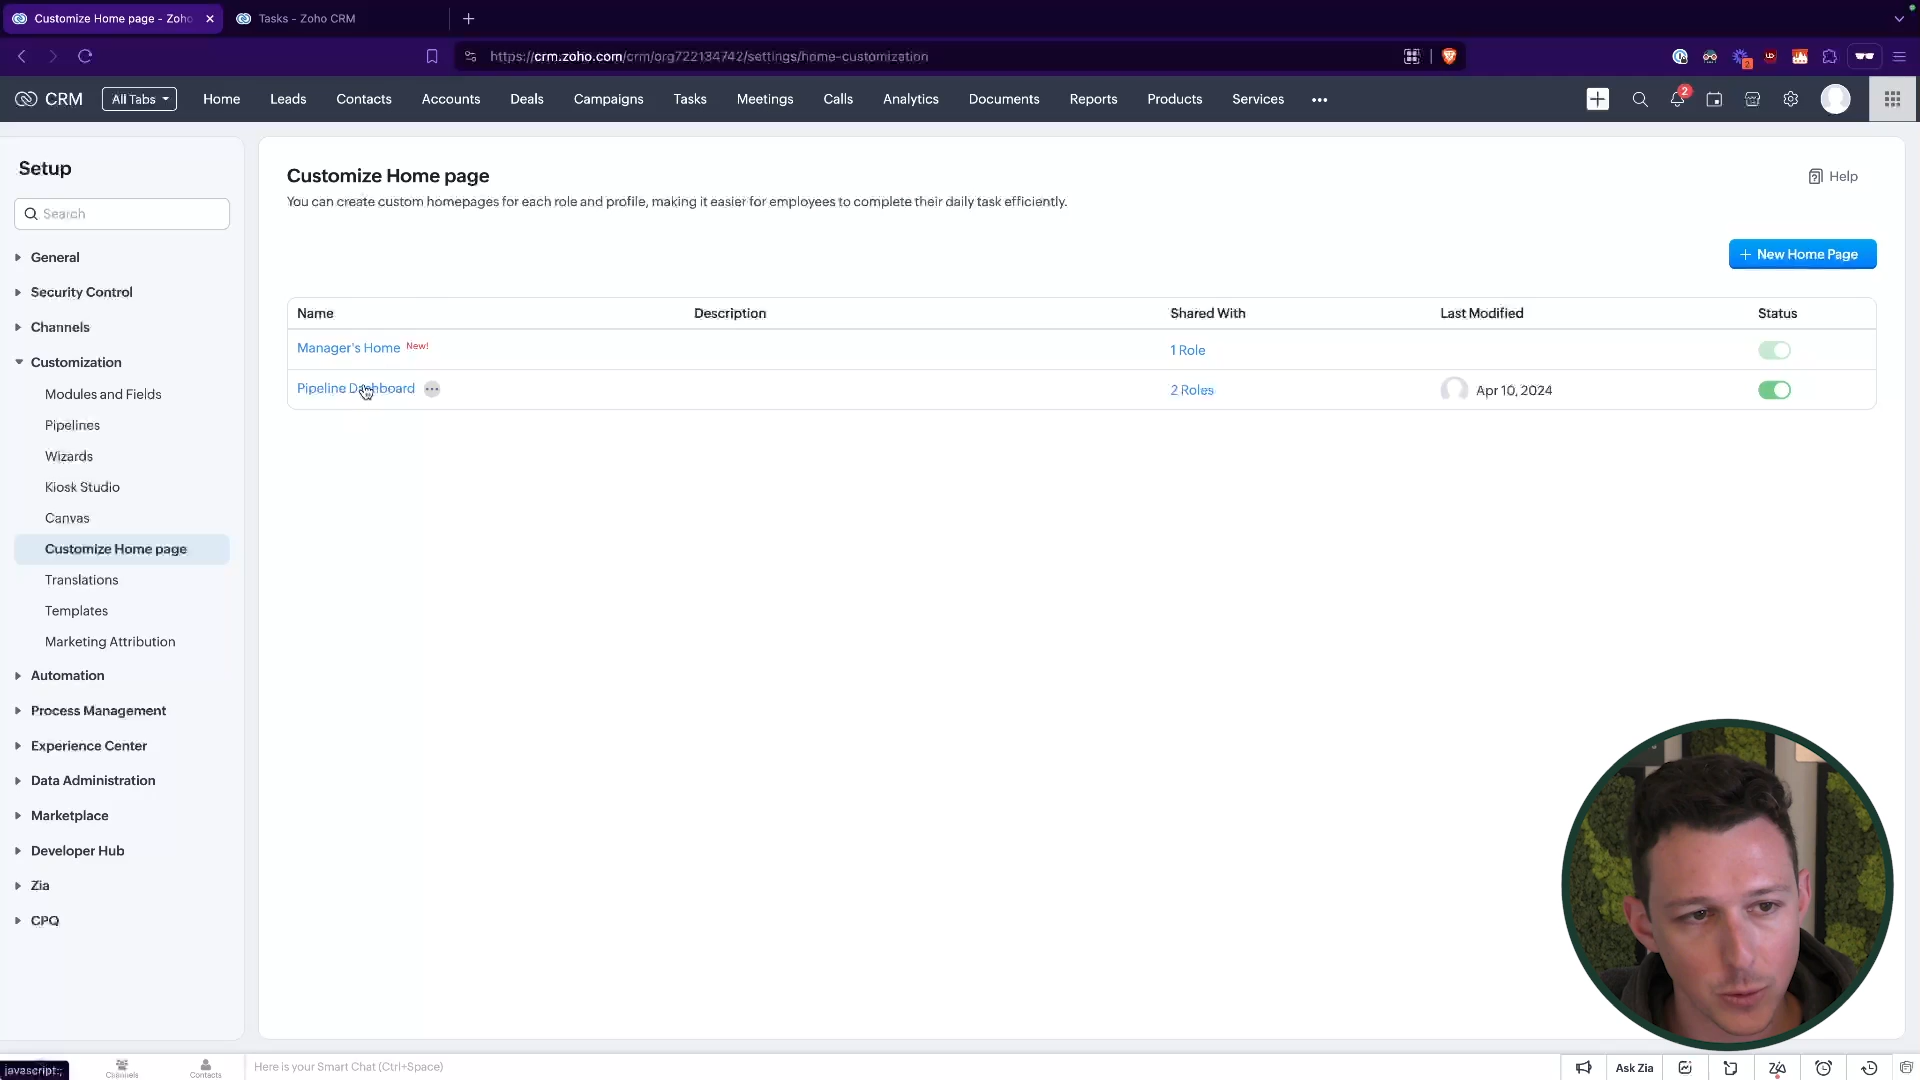 Customize Home page - Zoho
Tasks - Zoho CRM
https://crm.zoho.com/crm/org722134742/settings/home-customization
2
CRM
All Tabs
Home
Leads
Contacts
Accounts
Deals
Campaigns
Tasks
Meetings
Calls
Analytics
Documents
Reports
Products
Services
2
Setup
Search
General
Security Control
Channels
Customization
Modules and Fields
Pipelines
Wizards
Kiosk Studio
Canvas
Customize Home page
Translations
Templates
Marketing Attribution
Automation
Process Management
Experience Center
Data Administration
Marketplace
Developer Hub
Zia
CPQ
Customize Home page
Help
You can create custom homepages for each role and profile, making it easier for employees to complete their daily task efficiently.
New Home Page
Name Description Shared With Last Modified Status
Manager's Home New! 1 Role
Pipeline Dashboard 2 Roles Apr 10, 2024
javascript:;
Channels
Contacts
Here is your Smart Chat (Ctrl+Space)
Ask Zia